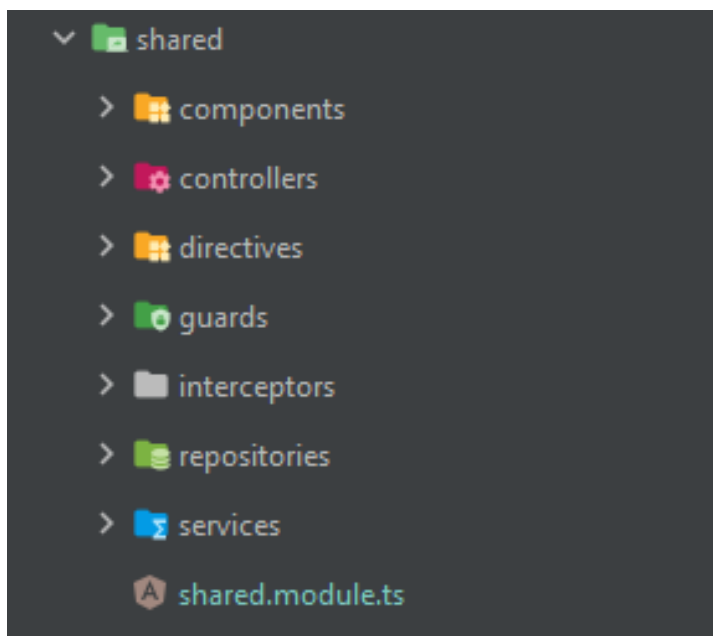 shared
components
controllers
directives
guards
interceptors
repositories
services
shared.module.ts